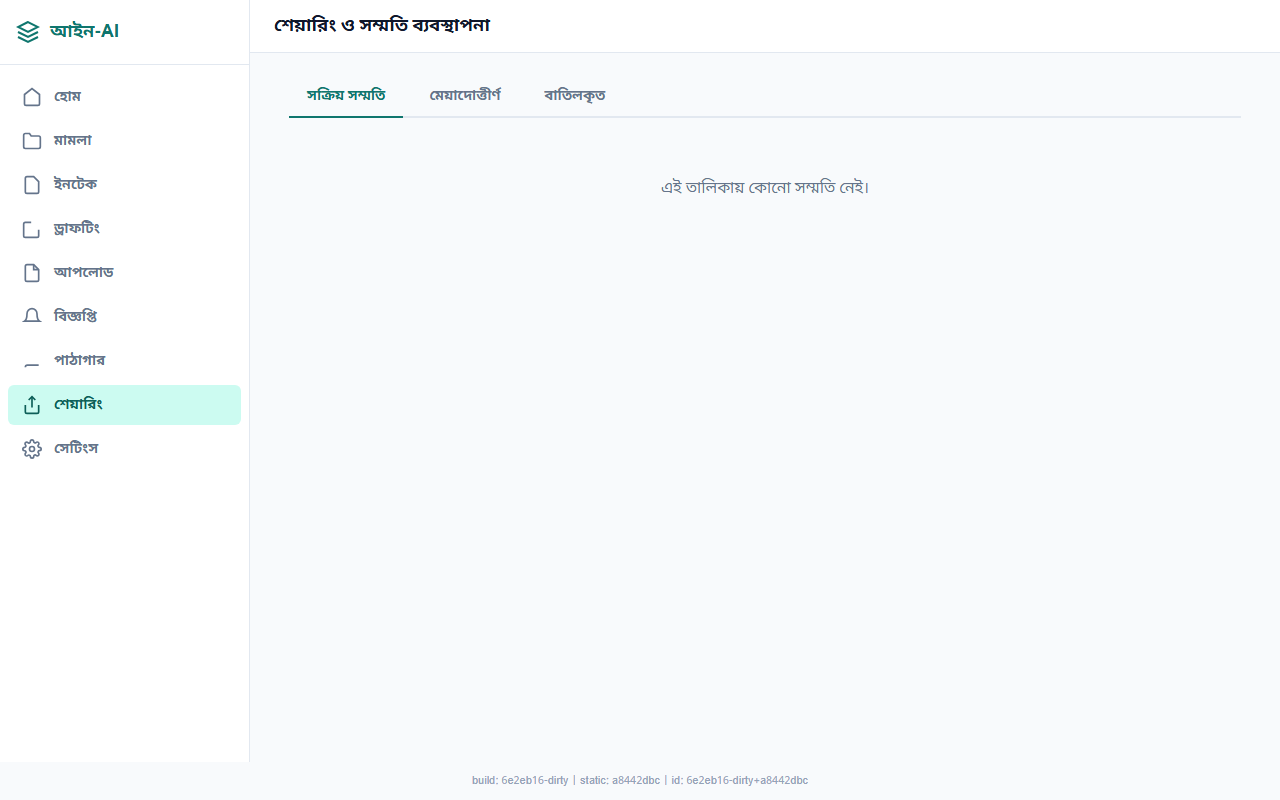 আইন-AI
শেয়ারিং ও সম্মতি ব্যবস্থাপনা
হোম
মামলা
ইনটেক
ড্রাফটিং
আপলোড
বিজ্ঞপ্তি
পাঠাগার
শেয়ারিং
সেটিংস
সক্রিয় সম্মতি
মেয়াদোত্তীর্ণ
বাতিলকৃত
এই তালিকায় কোনো সম্মতি নেই।
build: 6e2eb16-dirty | static: a8442dbc | id: 6e2eb16-dirty+a8442dbc